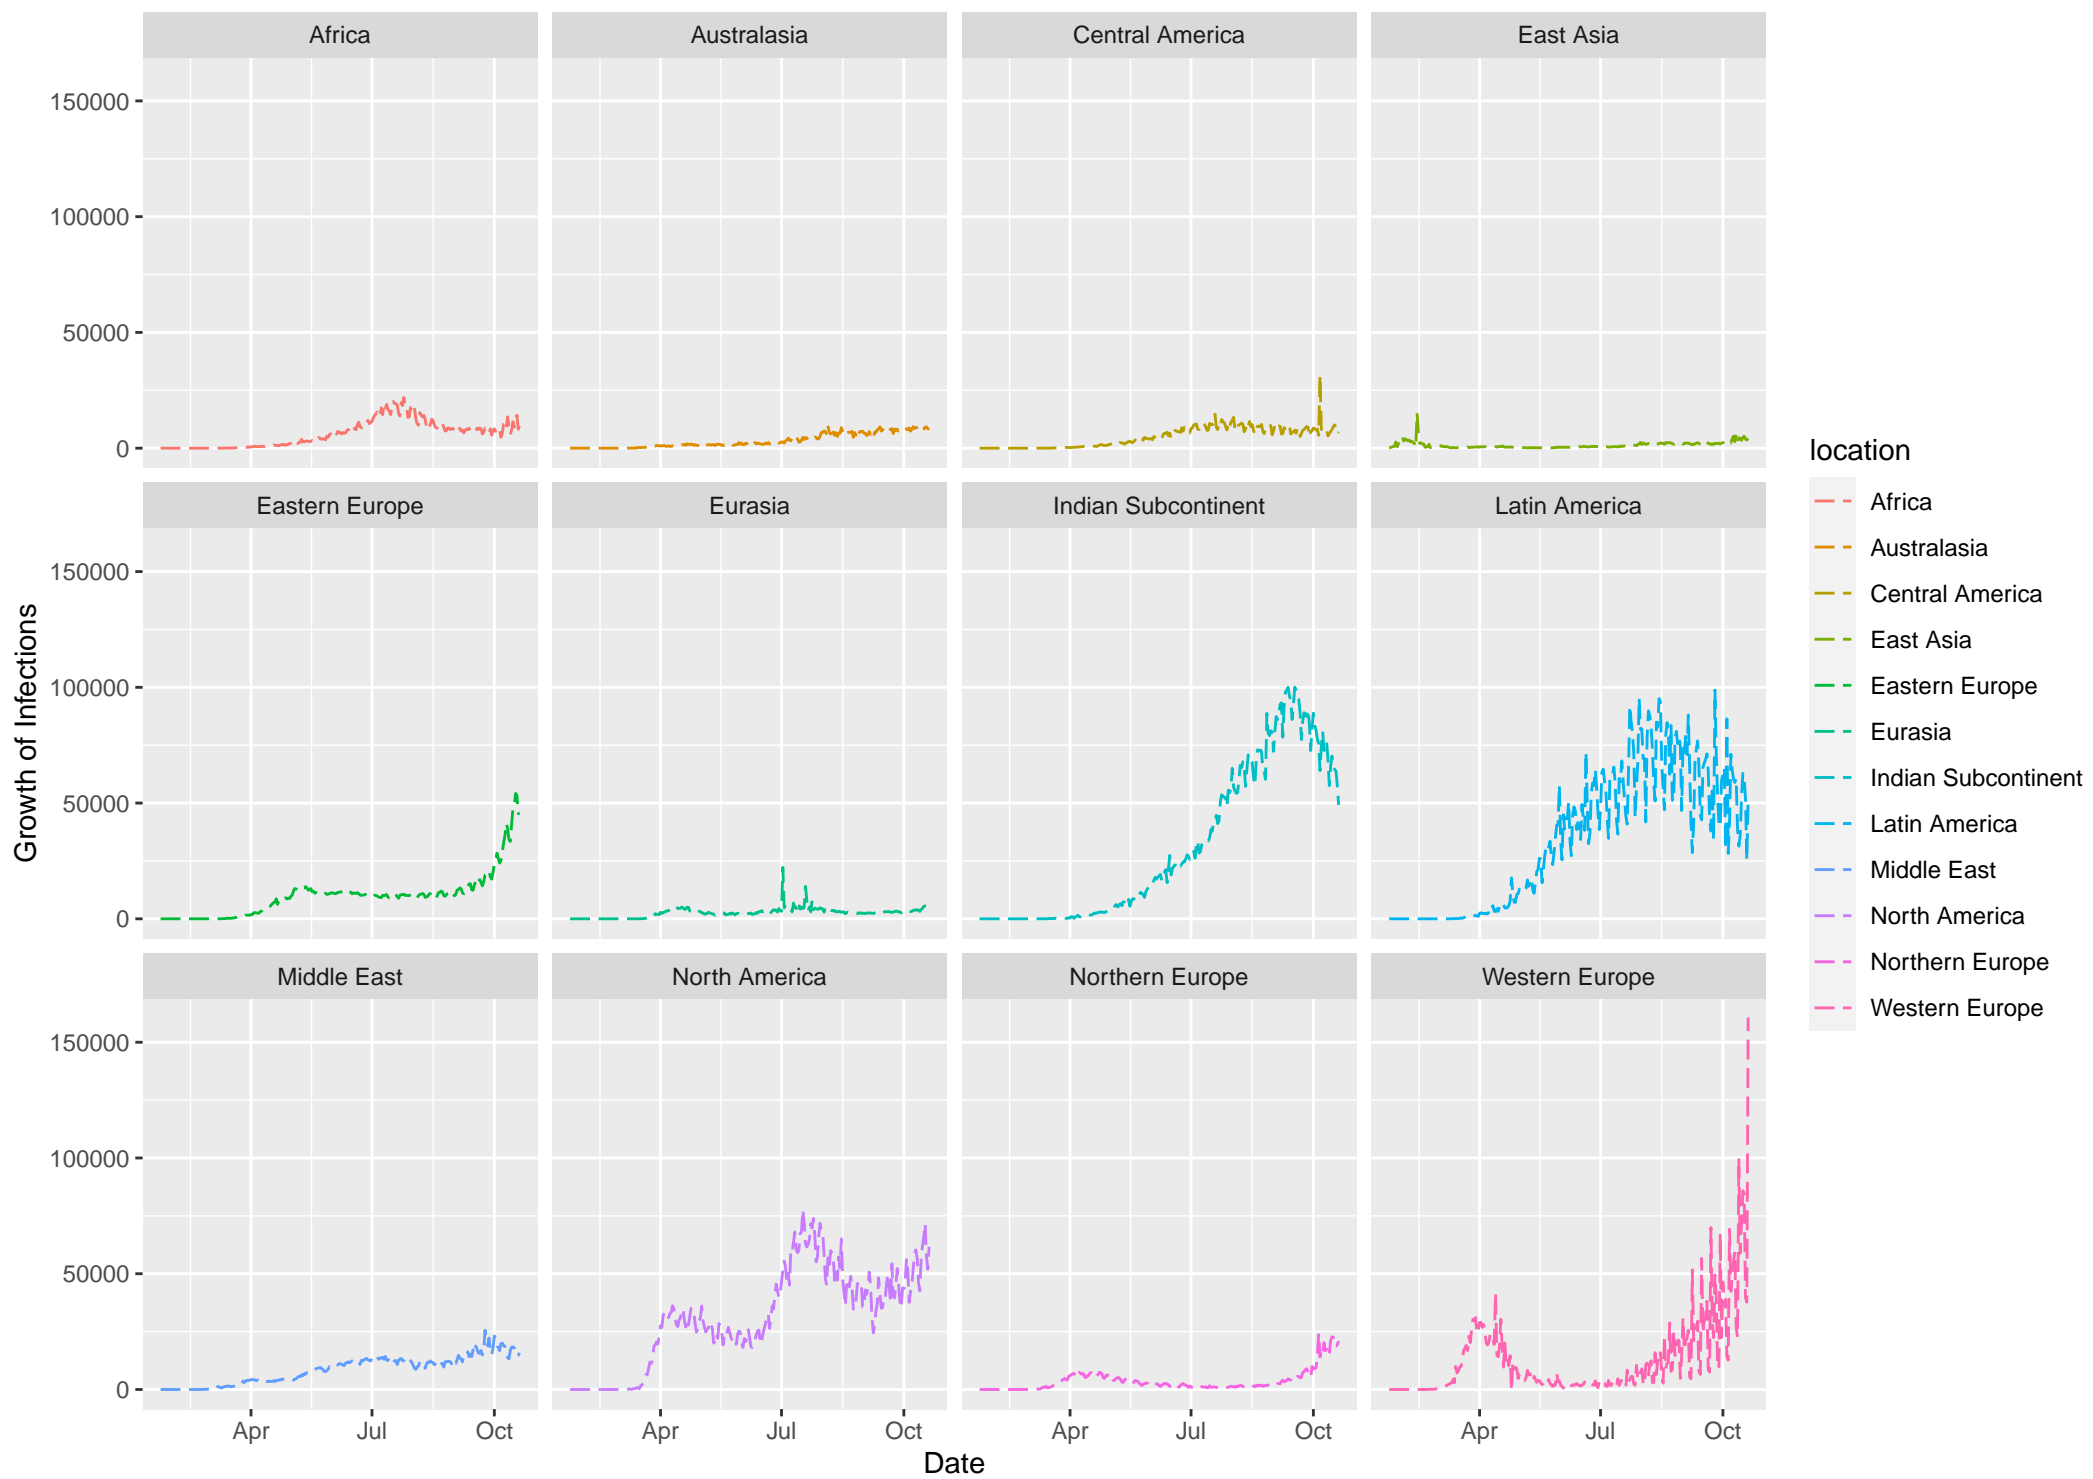 Africa
Australasia
Central America
East Asia
150000
100000
50000
0
Eastern Europe
Eurasia
Indian Subcontinent
Latin America
150000
100000
50000
0
Middle East
North America
Northern Europe
Western Europe
150000
100000
50000
0
Apr Jul Oct
Apr Jul Oct
Apr Jul Oct
Apr Jul Oct
Date
Growth of Infections
location
Africa
Australasia
Central America
East Asia
Eastern Europe
Eurasia
Indian Subcontinent
Latin America
Middle East
North America
Northern Europe
Western Europe